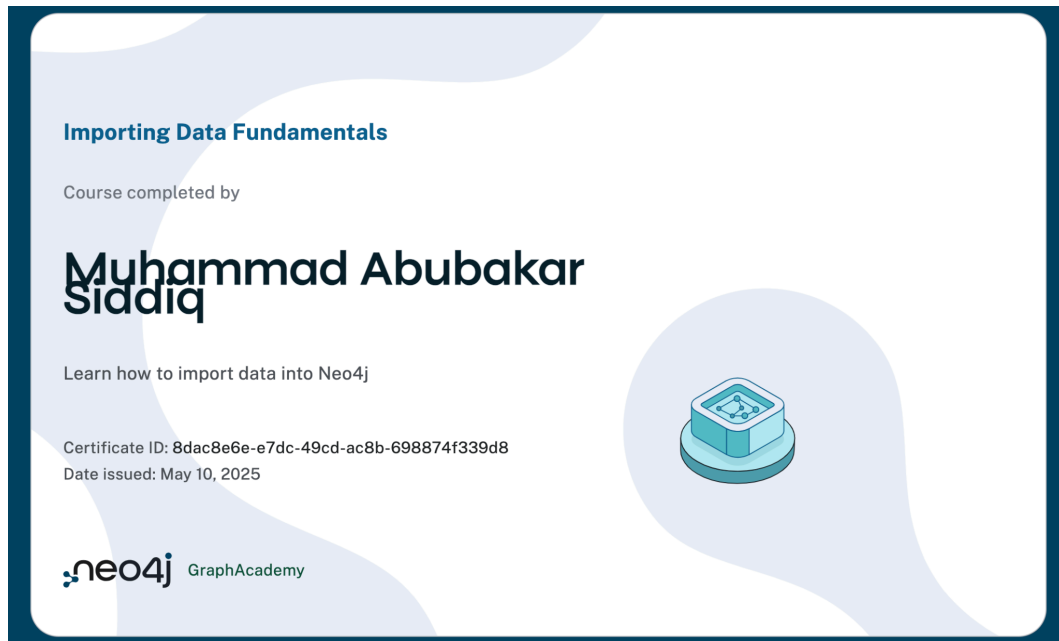 Importing Data Fundamentals
Course completed by
Muhammad Abubakar
Siddiq
Learn how to import data into Neo4j
Certificate ID: 8dac8e6e-e7dc-49cd-ac8b-698874f339d8
Date issued: May 10, 2025
neo4j GraphAcademy